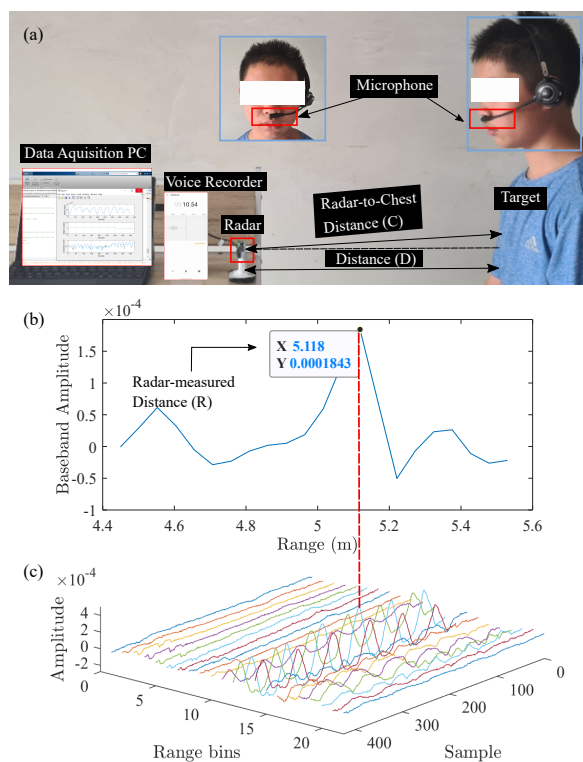 (a)
Microphone
Data Aquisition PC
Voice Recorder
10.54
Radar
Radar-to-Chest
Distance (C)
Target
Distance (D)
adidas
(b)
×10⁻⁴
1.5
1
0.5
0
-0.5
-1
Baseband Amplitude
X 5.118
Y 0.0001843
Radar-measured
Distance (R)
4.4 4.6 4.8 5 5.2 5.4 5.6
Range (m)
(c)
×10⁻⁴
4
2
0
-2
Amplitude
0 5 10 15 20
Range bins
400 300 200 100 0
Sample